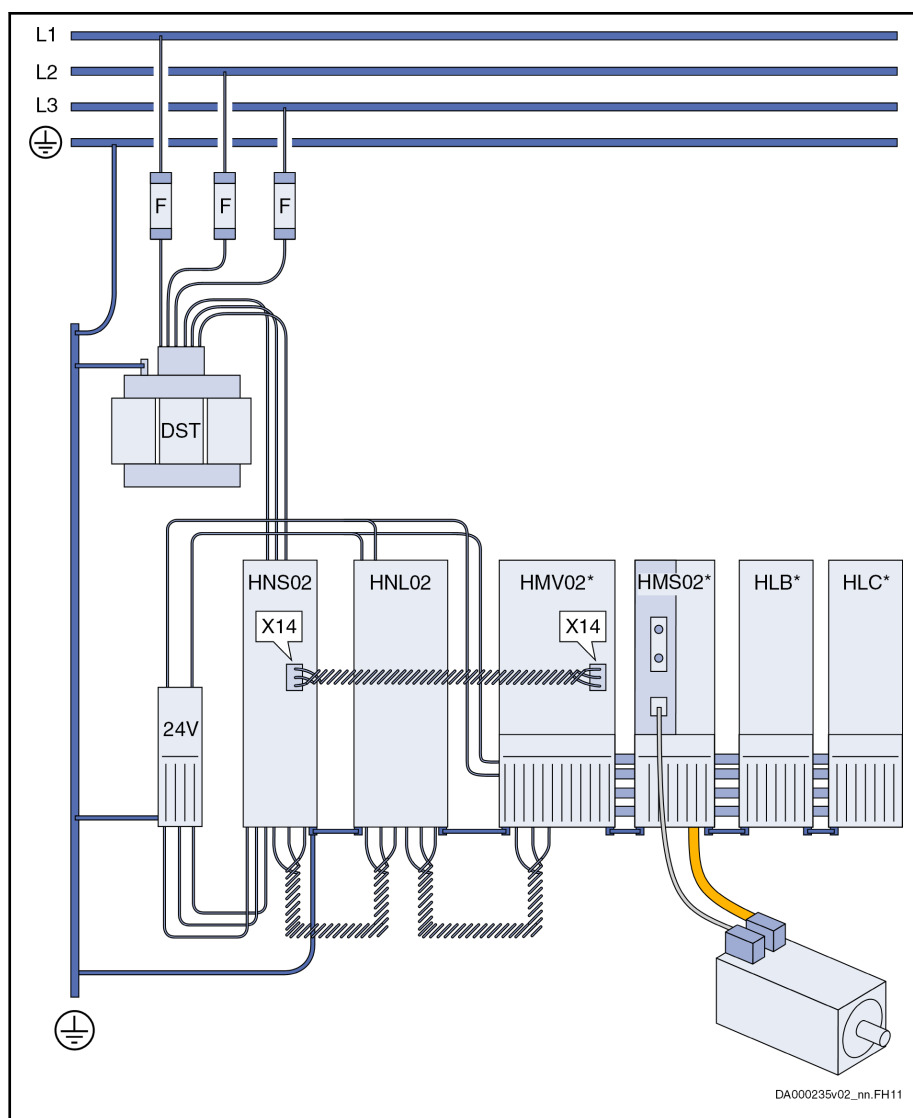 L1
L2
L3
F F F
DST
HNS02 HNL02 HMV02* HMS02* HLB* HLC*
X14 X14
24V
DA000235v02_nn.FH11